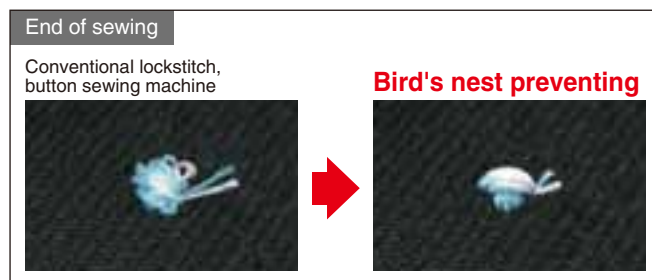 End of sewing
Conventional lockstitch,
button sewing machine
Bird's nest preventing